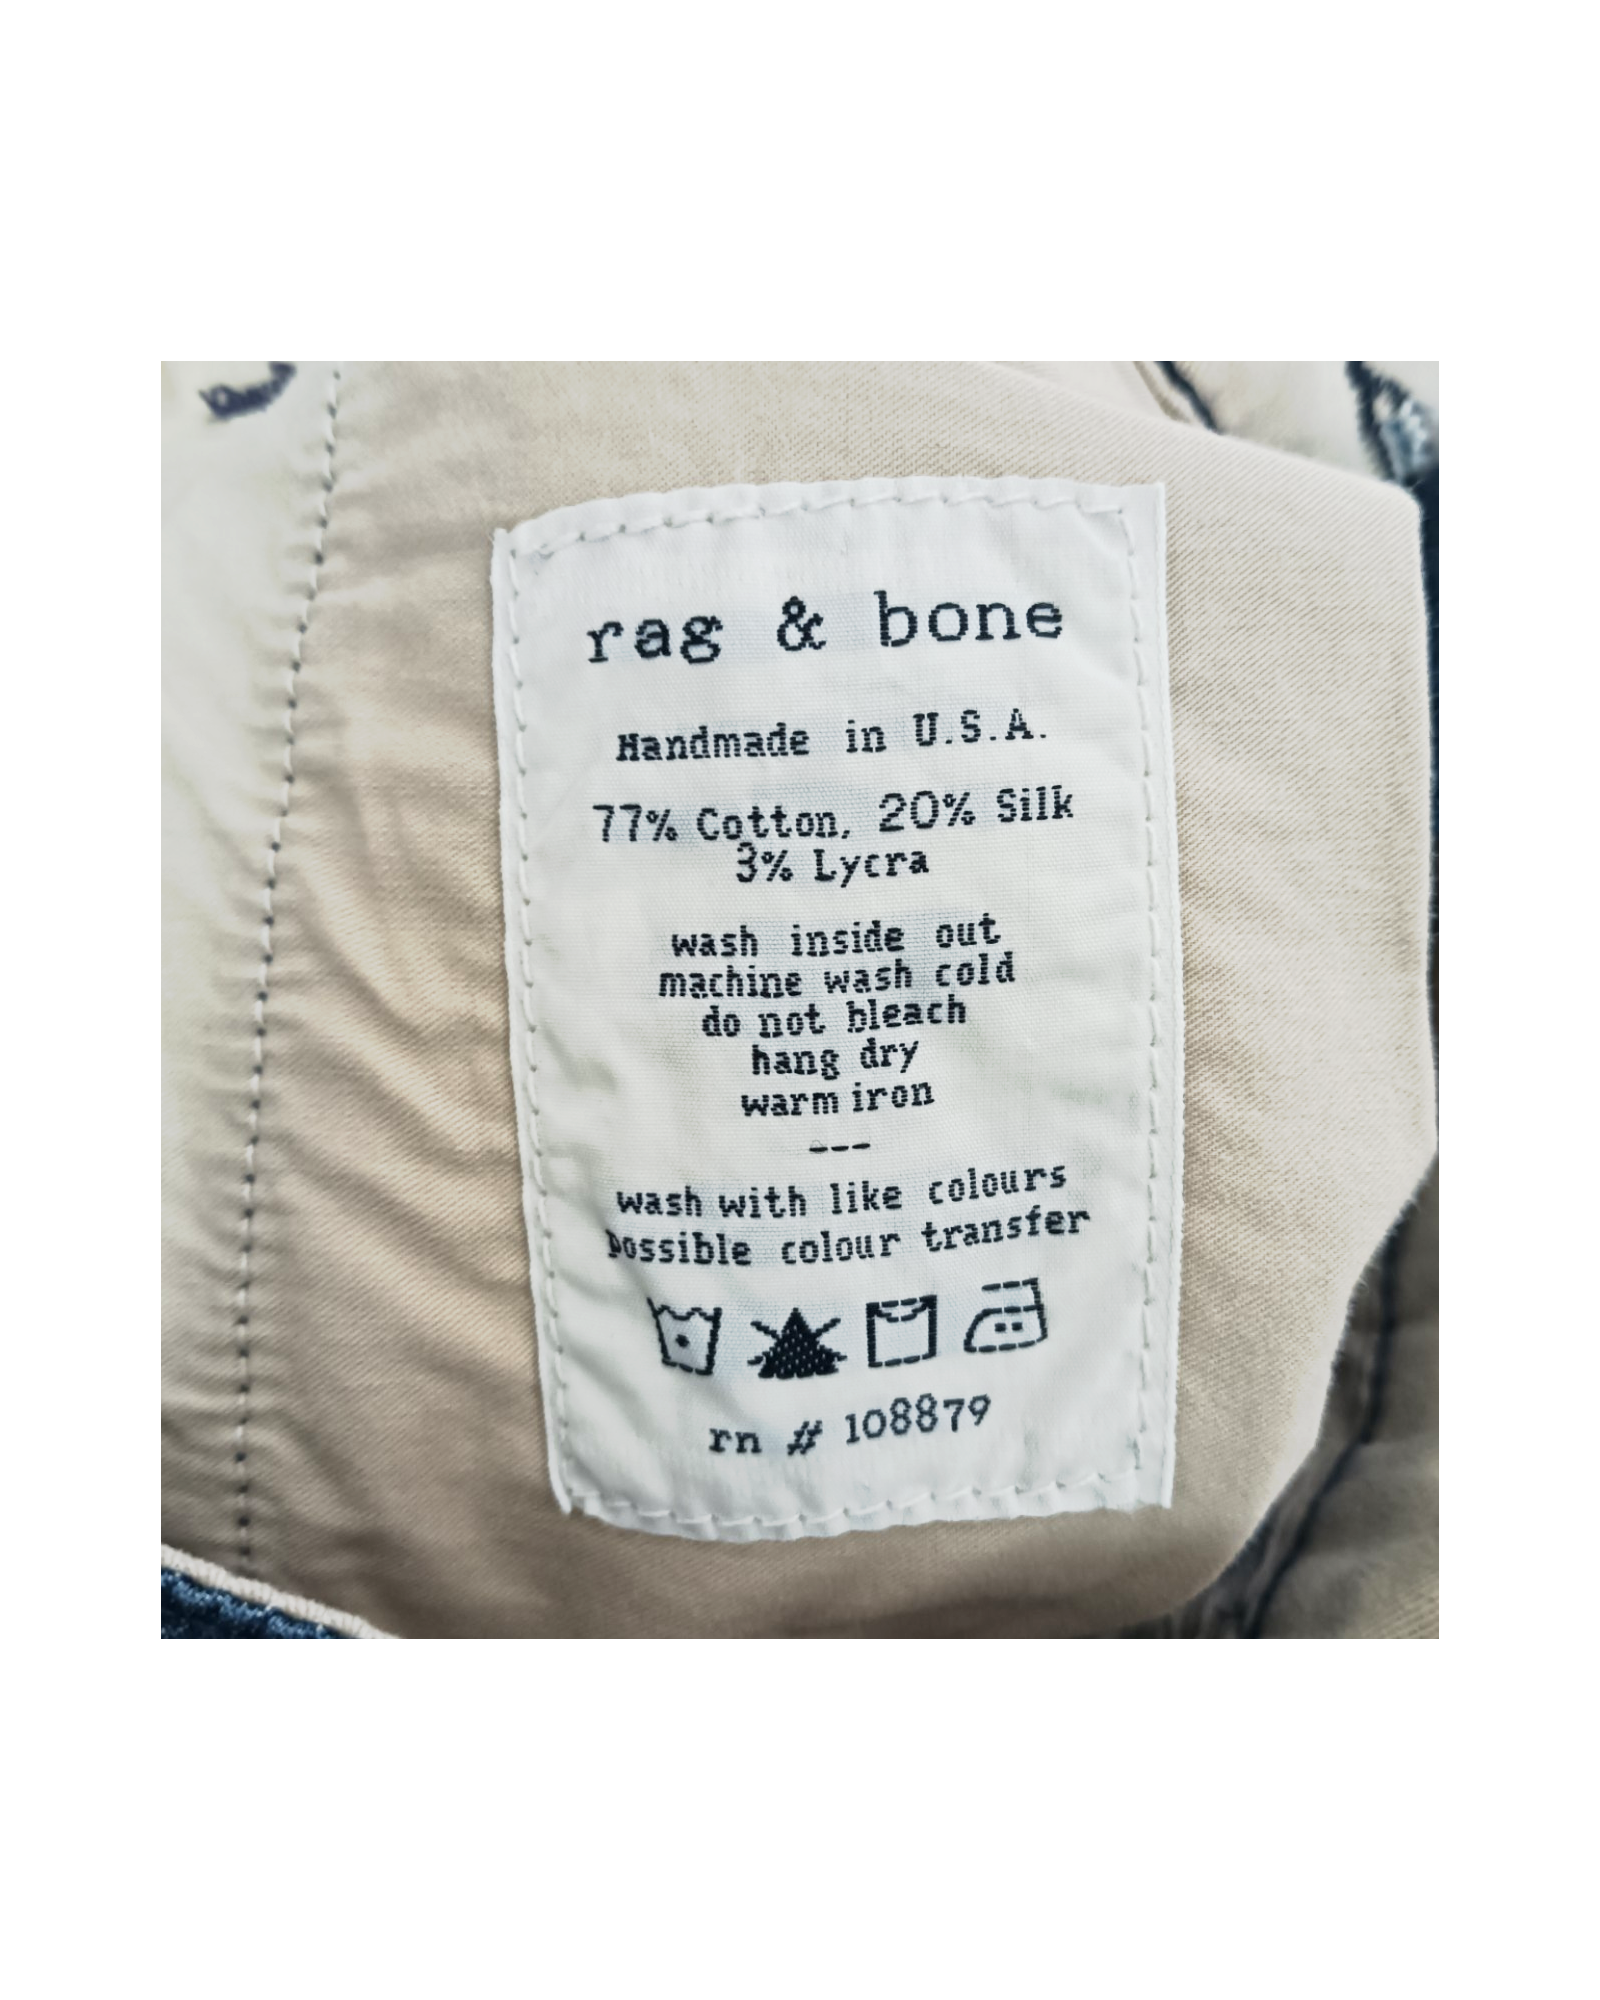 rag & bone
Handmade in U.S.A.
77% Cotton, 20% Silk
3% Lycra
wash inside out
machine wash cold
do not bleach
hang dry
warm iron
---
wash with like colours
possible colour transfer
rn # 108879